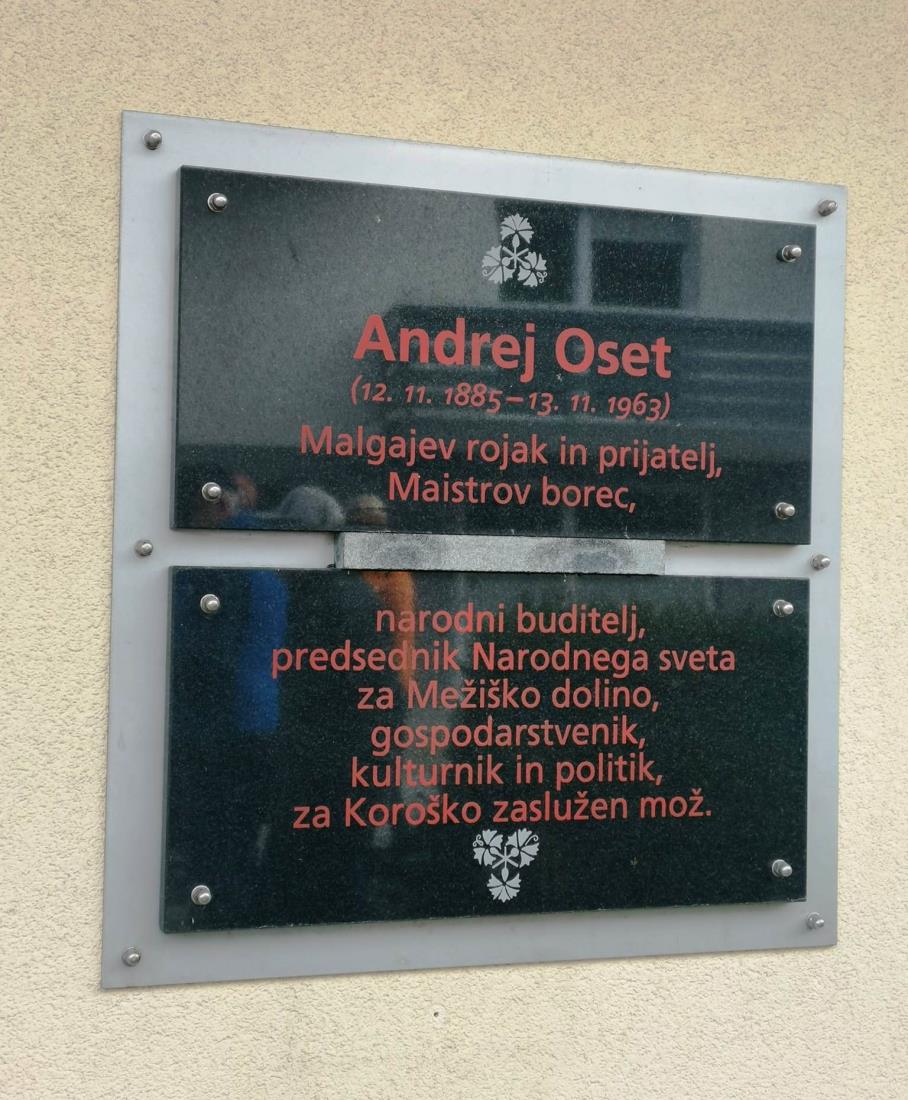 Andrej Oset
(12. 11. 1885–13. 11. 1963)
Malgajev rojak in prijatelj,
Maistrov borec,
narodni buditelj,
predsednik Narodnega sveta
za Mežiško dolino,
gospodarstvenik,
kulturnik in politik,
za Koroško zaslužen mož.